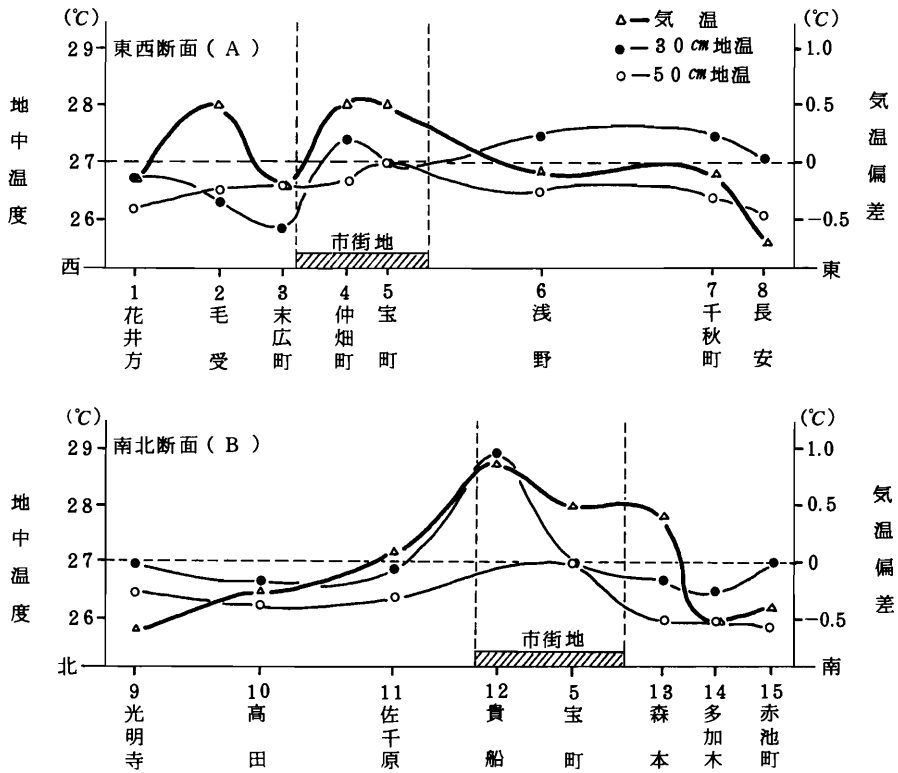 (℃)
東西断面(A)
気温
30cm地温
50cm地温
(℃)
29
28
27
26
1.0
0.5
0
−0.5
地中温度
気温偏差
市街地
西
東
1 花井方
2 毛受
3 末広町
4 仲畑町
5 宝町
6 浅野
7 千秋町
8 長安
(℃)
南北断面(B)
(℃)
29
28
27
26
1.0
0.5
0
−0.5
地中温度
気温偏差
市街地
北
南
9 光明寺
10 高田
11 佐千原
12 貴船
5 宝町
13 森本
14 多加木
15 赤池町